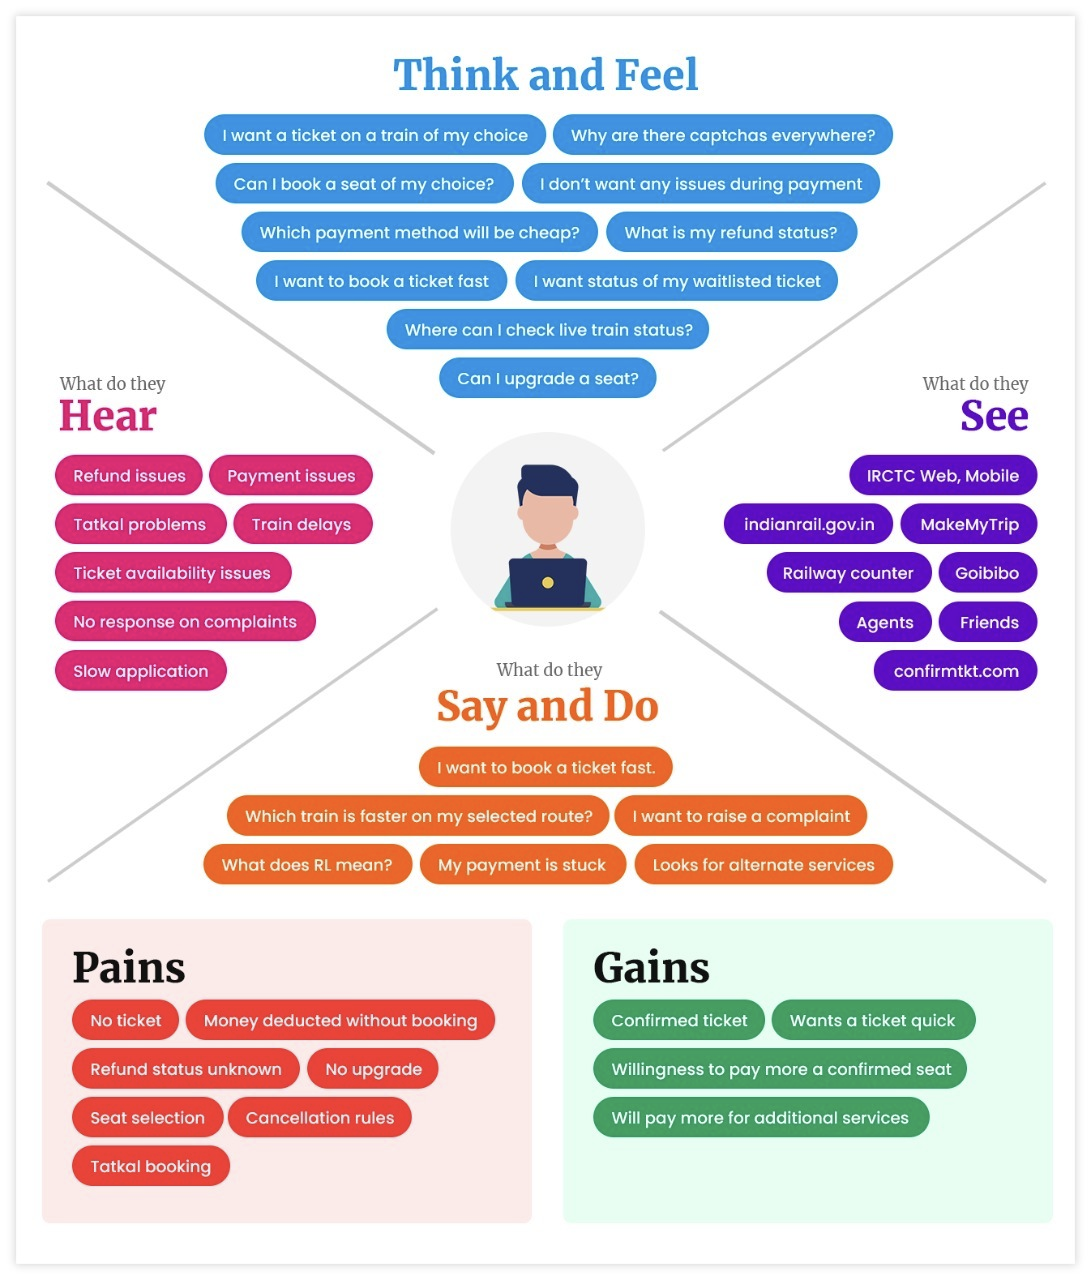 Think and Feel
I want a ticket on a train of my choice
Why are there captchas everywhere?
Can I book a seat of my choice?
I don't want any issues during payment
Which payment method will be cheap?
What is my refund status?
I want to book a ticket fast
I want status of my waitlisted ticket
Where can I check live train status?
Can I upgrade a seat?
What do they
Hear
Refund issues
Payment issues
Tatkal problems
Train delays
Ticket availability issues
No response on complaints
Slow application
What do they
See
IRCTC Web, Mobile
indianrail.gov.in
MakeMyTrip
Railway counter
Goibibo
Agents
Friends
confirmtkt.com
What do they
Say and Do
I want to book a ticket fast.
Which train is faster on my selected route?
I want to raise a complaint
What does RL mean?
My payment is stuck
Looks for alternate services
Pains
No ticket
Money deducted without booking
Refund status unknown
No upgrade
Seat selection
Cancellation rules
Tatkal booking
Gains
Confirmed ticket
Wants a ticket quick
Willingness to pay more a confirmed seat
Will pay more for additional services